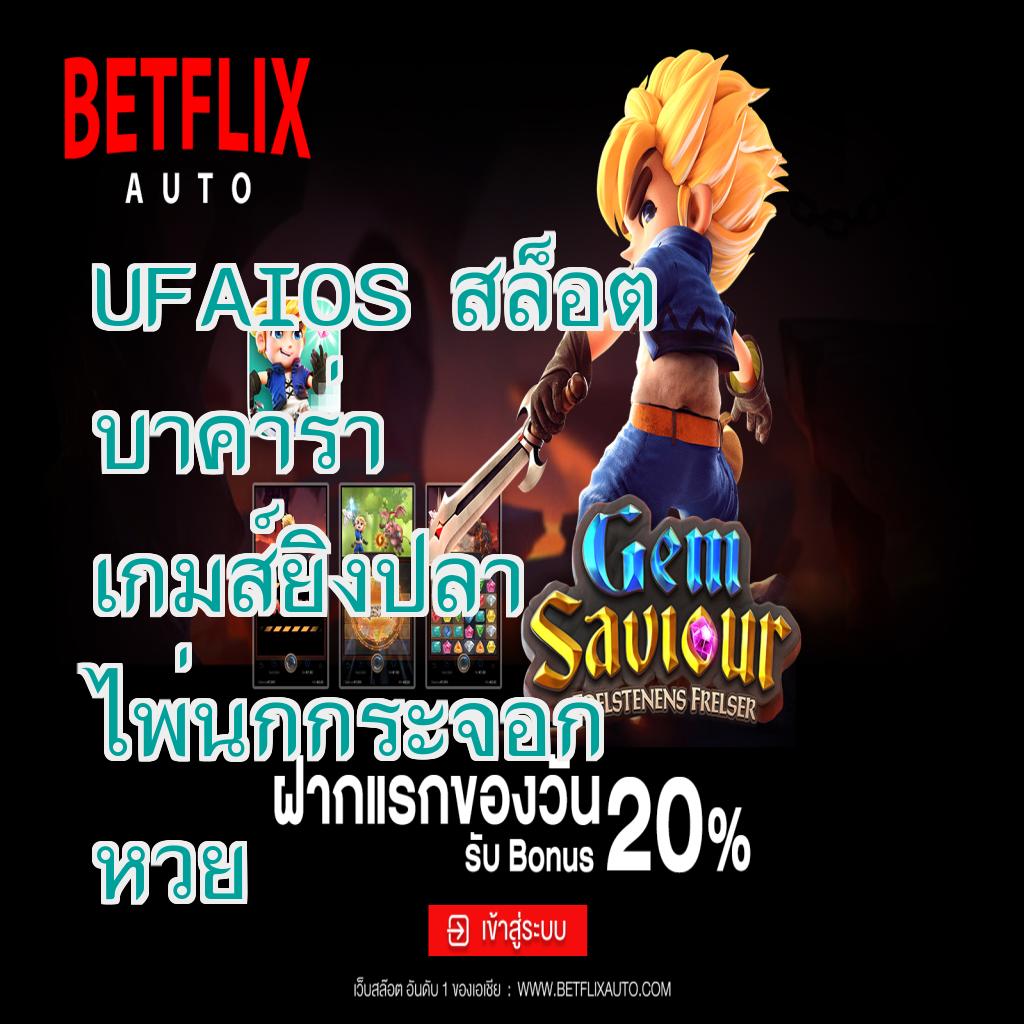 BETFLIX
AUTO
UFAIOS สล็อต
บาคาร่า
เกมส์ยิงปลา
ไพ่นกกระจอก
หวย
Gem
Saviour
FRELSER
ฝากแรกของวัน 20%
รับ Bonus
เข้าสู่ระบบ
เว็บสล๊อต อันดับ 1 ของเอเชีย : WWW.BETFLIXAUTO.COM